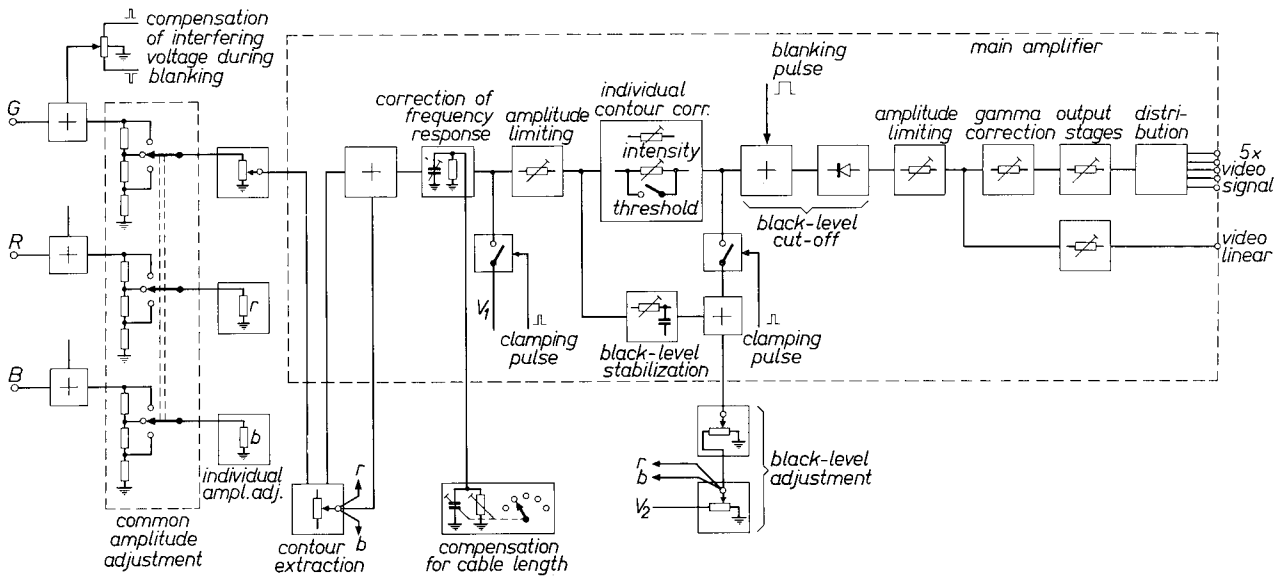 compensation
of interfering
voltage during
blanking
main amplifier
blanking
pulse
G
correction of
frequency
response
amplitude
limiting
individual
contour corr.
intensity
threshold
amplitude
limiting
gamma
correction
output
stages
distri-
bution
5x
video
signal
black-level
cut-off
R
r
V1
clamping
pulse
black-level
stabilization
clamping
pulse
video
linear
B
b
individual
ampl.adj.
common
amplitude
adjustment
r
b
contour
extraction
compensation
for cable length
r
b
V2
black-level
adjustment